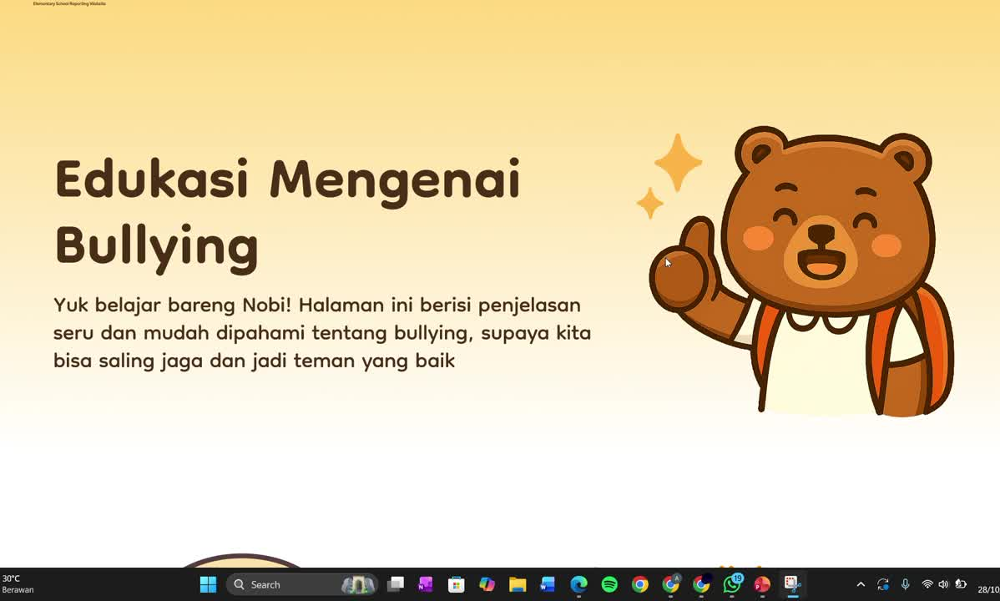 Elementary School Reporting Website
Edukasi Mengenai
Bullying
Yuk belajar bareng Nobi! Halaman ini berisi penjelasan
seru dan mudah dipahami tentang bullying, supaya kita
bisa saling jaga dan jadi teman yang baik
30°C
Berawan
Search
19
28/10